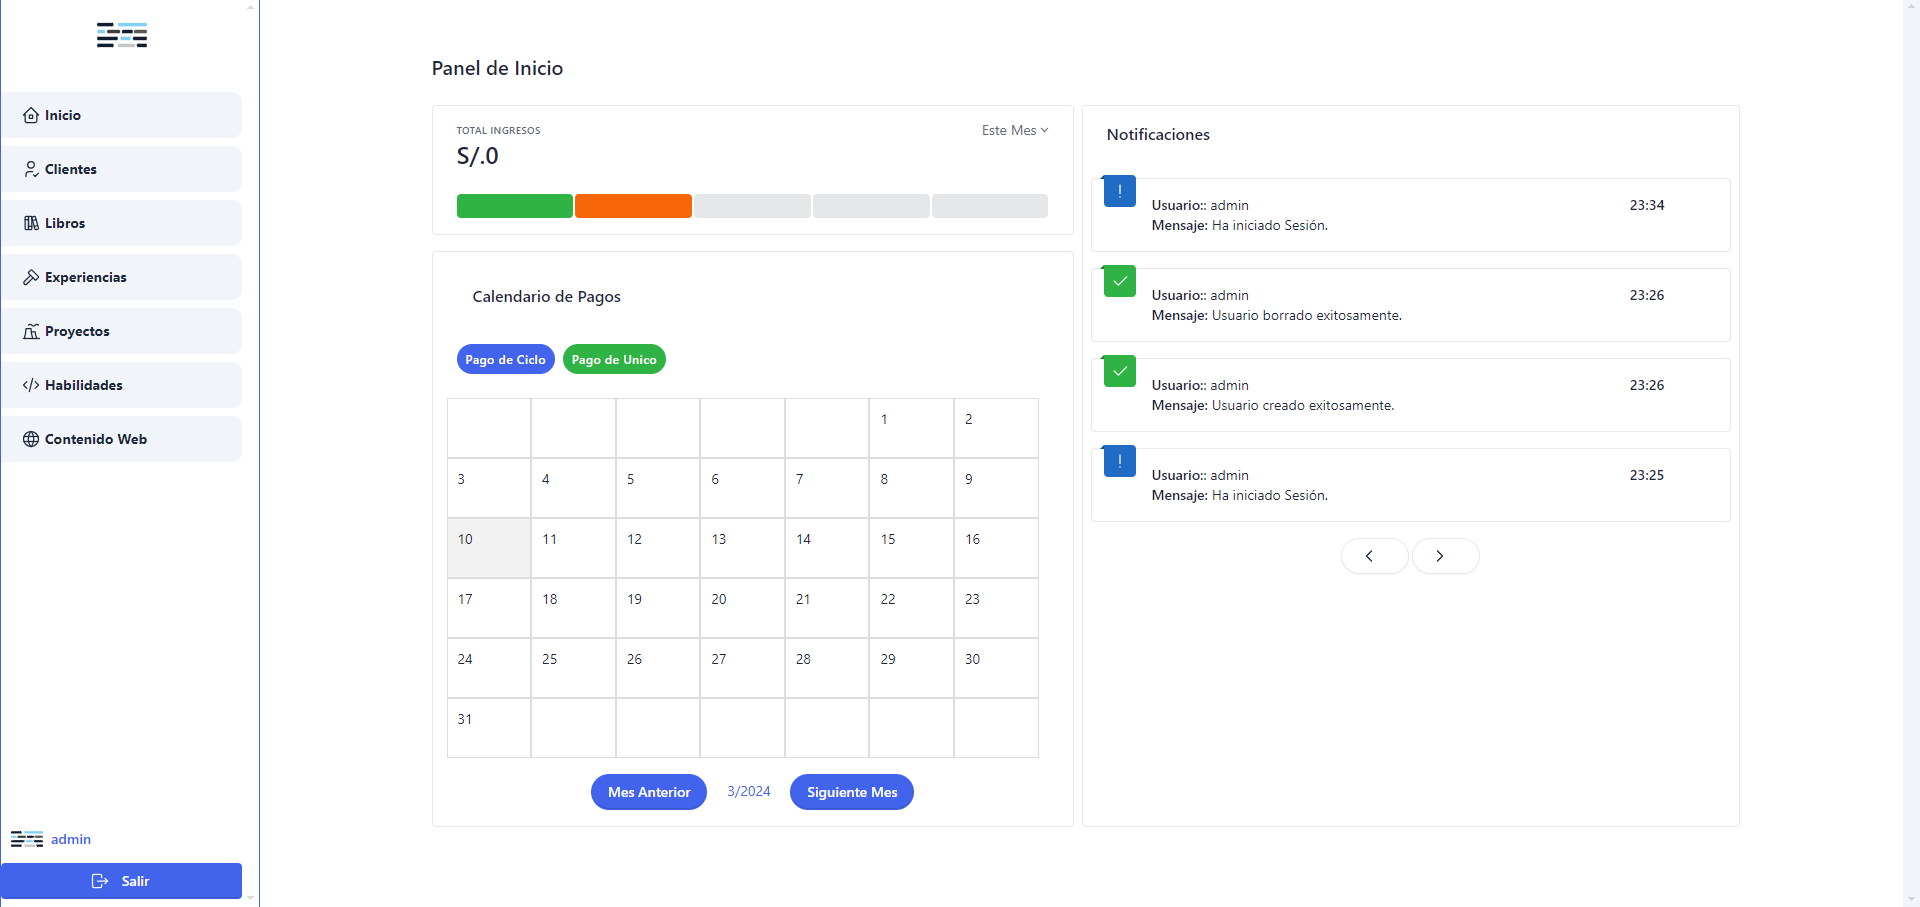 Inicio
Clientes
Libros
Experiencias
Proyectos
Habilidades
Contenido Web
admin
Salir
Panel de Inicio
TOTAL INGRESOS
Este Mes
S/.0
Calendario de Pagos
Pago de Ciclo Pago de Unico
1 2
3 4 5 6 7 8 9
10 11 12 13 14 15 16
17 18 19 20 21 22 23
24 25 26 27 28 29 30
31
Mes Anterior 3/2024 Siguiente Mes
Notificaciones
Usuario:: admin 23:34
Mensaje: Ha iniciado Sesión.
Usuario:: admin 23:26
Mensaje: Usuario borrado exitosamente.
Usuario:: admin 23:26
Mensaje: Usuario creado exitosamente.
Usuario:: admin 23:25
Mensaje: Ha iniciado Sesión.